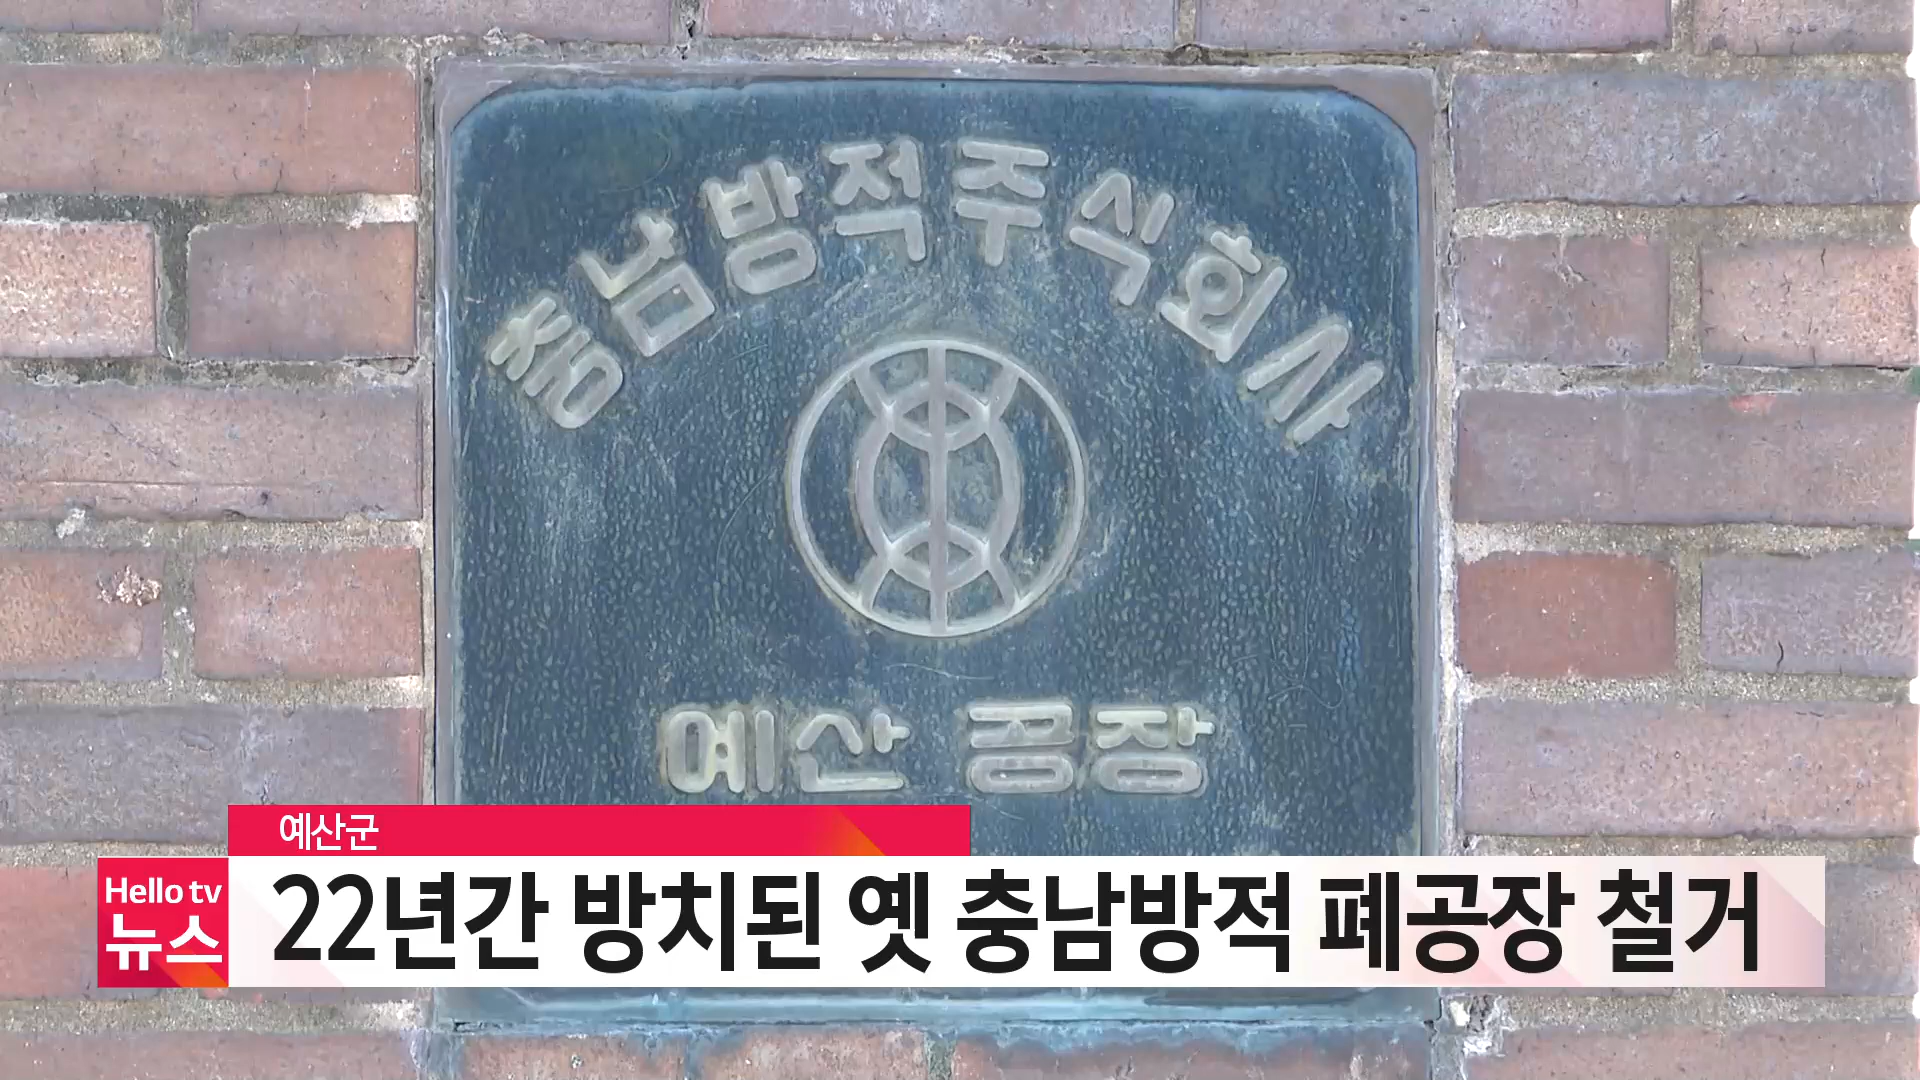 충남방적주식회사
예산 공장
예산군
Hello tv
뉴스
22년간 방치된 옛 충남방적 폐공장 철거